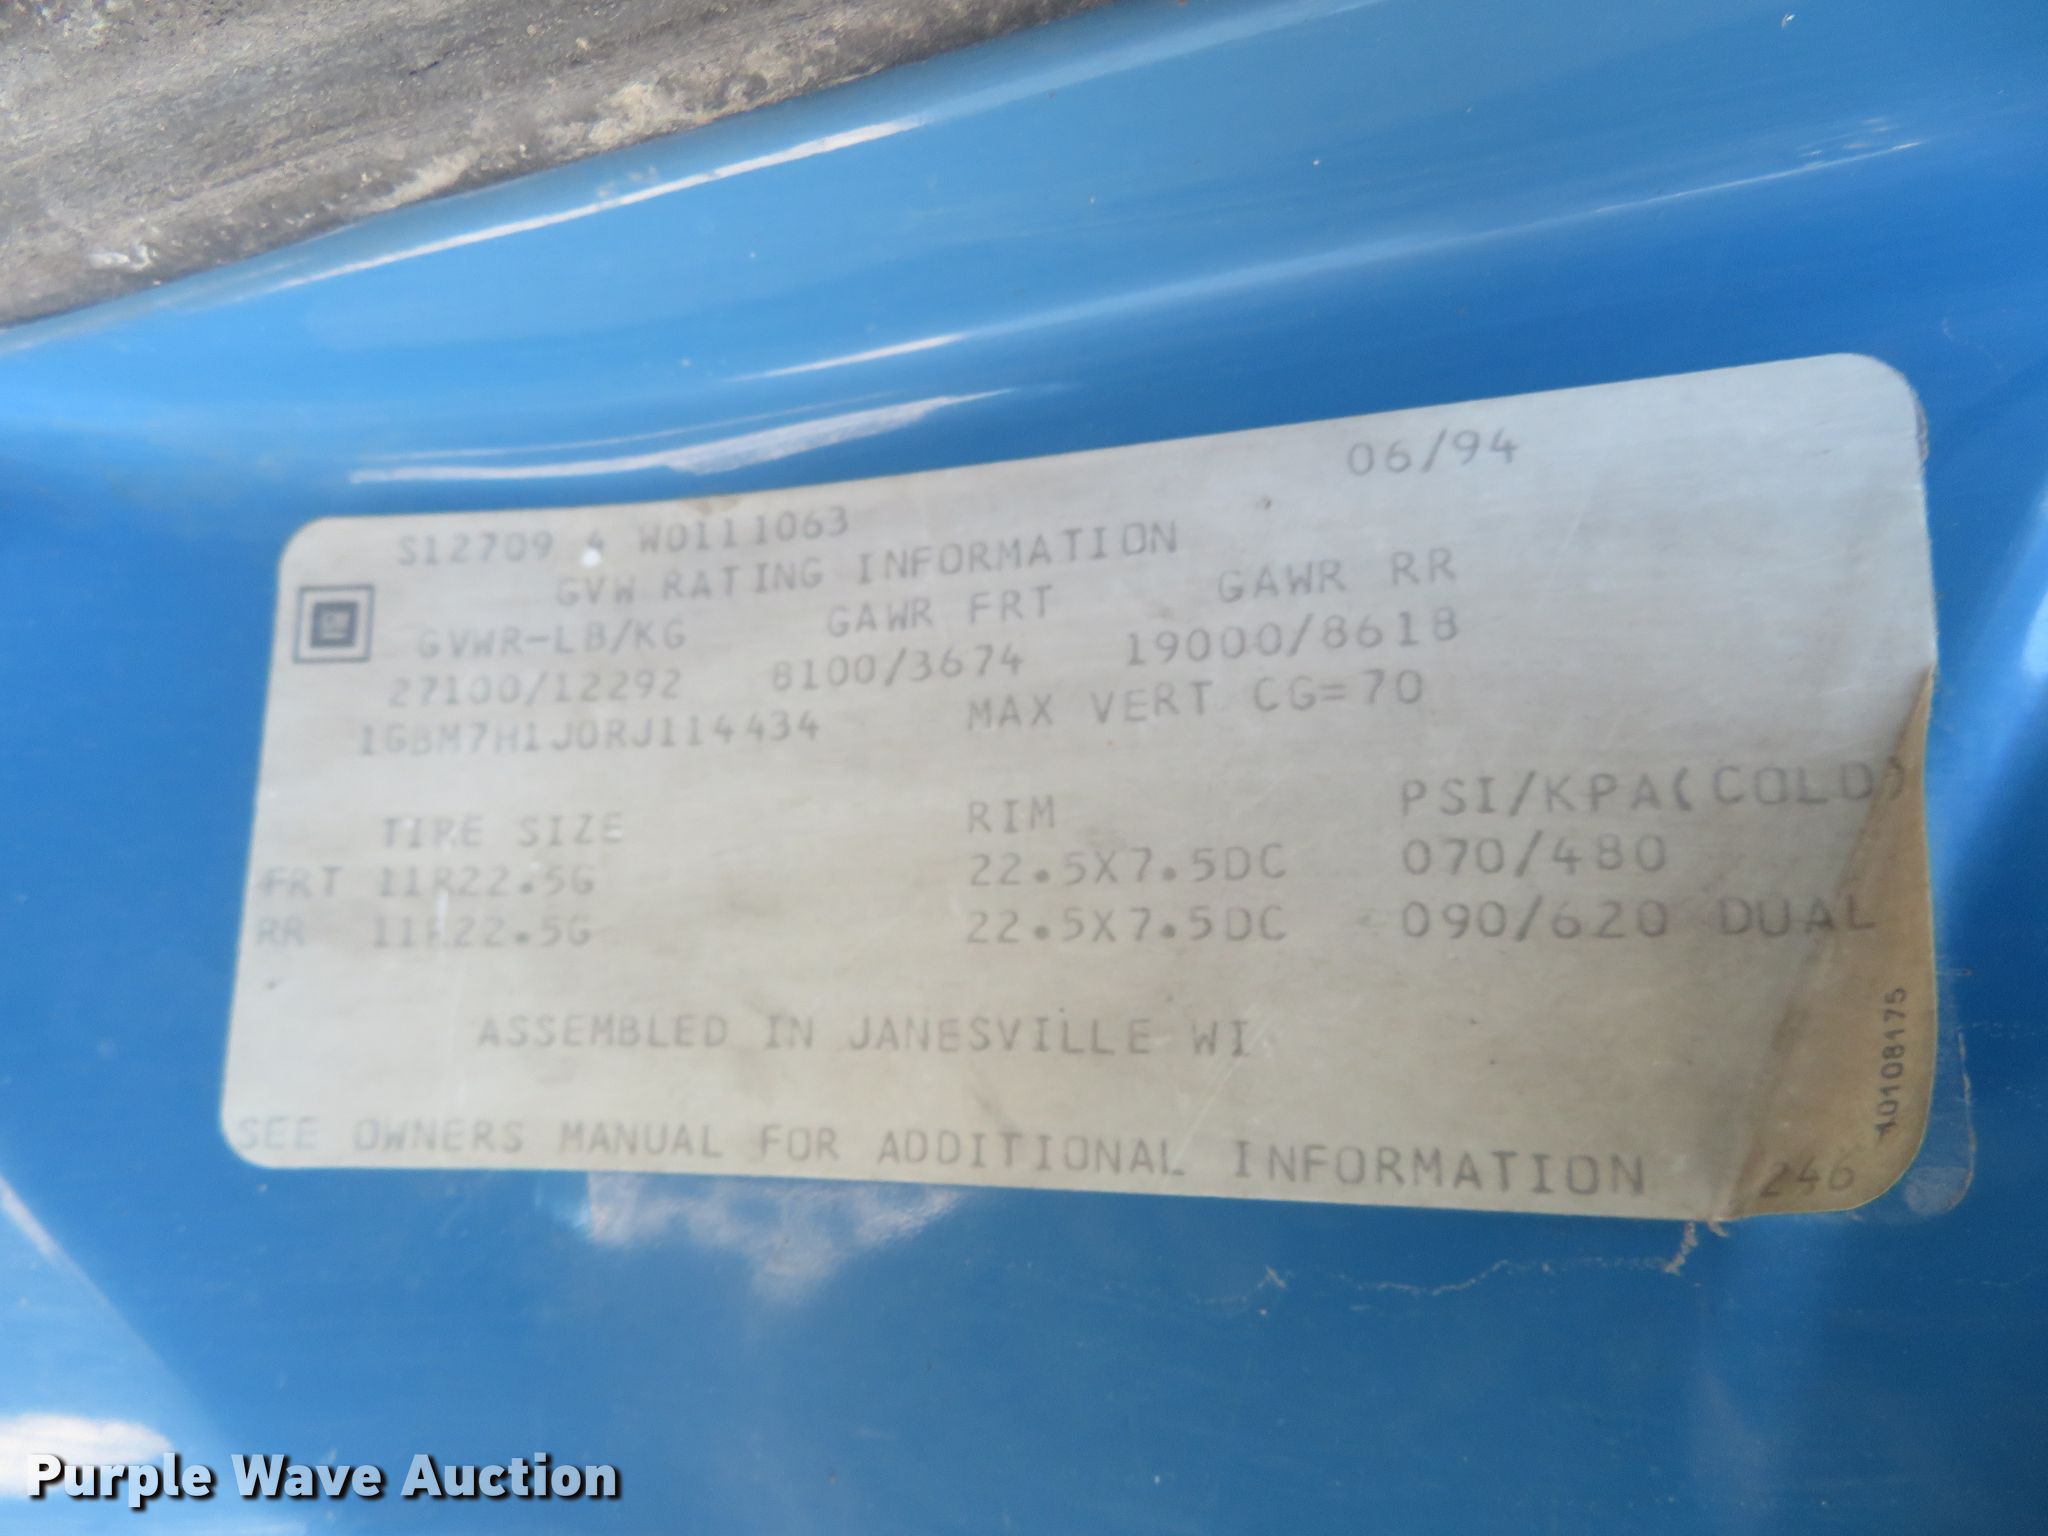 06/94
S12709 4 W0111063
GVW RATING INFORMATION
GVWR-LB/KG GAWR FRT GAWR RR
27100/12292 8100/3674 19000/8618
1GBM7H1J0RJ114434 MAX VERT CG=70
TIRE SIZE RIM PSI/KPA(COLD)
FRT 11R22.5G 22.5X7.5DC 070/480
RR 11R22.5G 22.5X7.5DC 090/620 DUAL
ASSEMBLED IN JANESVILLE WI
SEE OWNERS MANUAL FOR ADDITIONAL INFORMATION 246
Purple Wave Auction